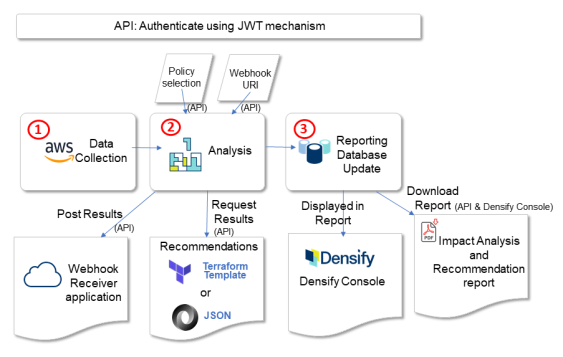 API: Authenticate using JWT mechanism
Policy
selection
(API)
Webhook
URI
(API)
1
aws
Data
Collection
2
Analysis
3
Reporting
Database
Update
Post Results
(API)
Request
Results
(API)
Displayed in
Report
Download
Report (API & Densify Console)
Webhook
Receiver
application
Recommendations
Terraform
Template
or
JSON
Densify
Densify Console
PDF
Impact Analysis
and
Recommendation
report